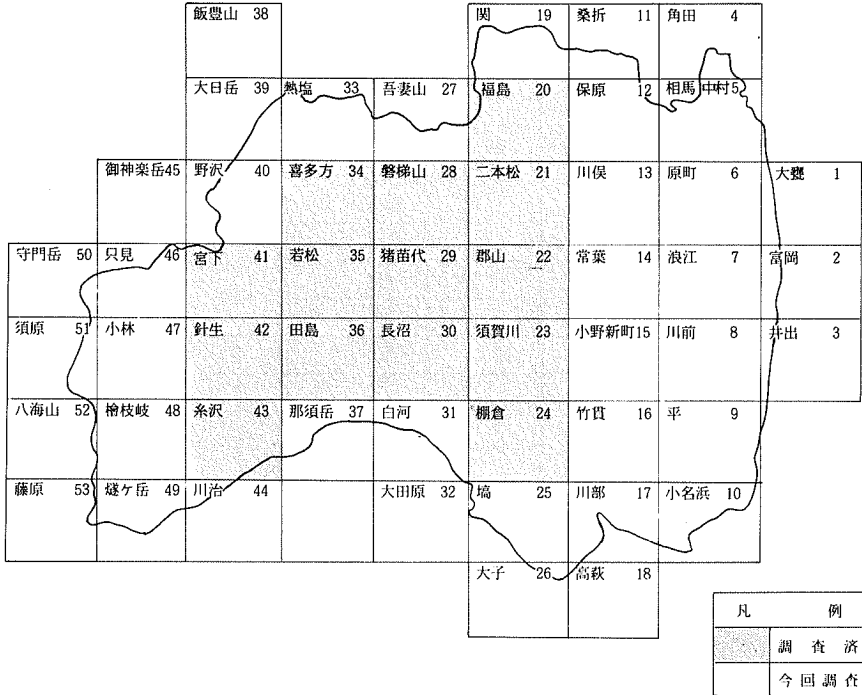 飯豊山 38 関 19 桑折 11 角田 4
大日岳 39 熱塩 33 吾妻山 27 福島 20 保原 12 相馬中村 5
御神楽岳 45 野沢 40 喜多方 34 磐梯山 28 二本松 21 川俣 13 原町 6 大甕 1
守門岳 50 只見 46 宮下 41 若松 35 猪苗代 29 郡山 22 常葉 14 浪江 7 富岡 2
須原 51 小林 47 針生 42 田島 36 長沼 30 須賀川 23 小野新町 15 川前 8 井出 3
八海山 52 檜枝岐 48 糸沢 43 那須岳 37 白河 31 棚倉 24 竹貫 16 平 9
藤原 53 燧ケ岳 49 川治 44 大田原 32 塙 25 川部 17 小名浜 10
大子 26 高萩 18
凡例
調査済
今回調査